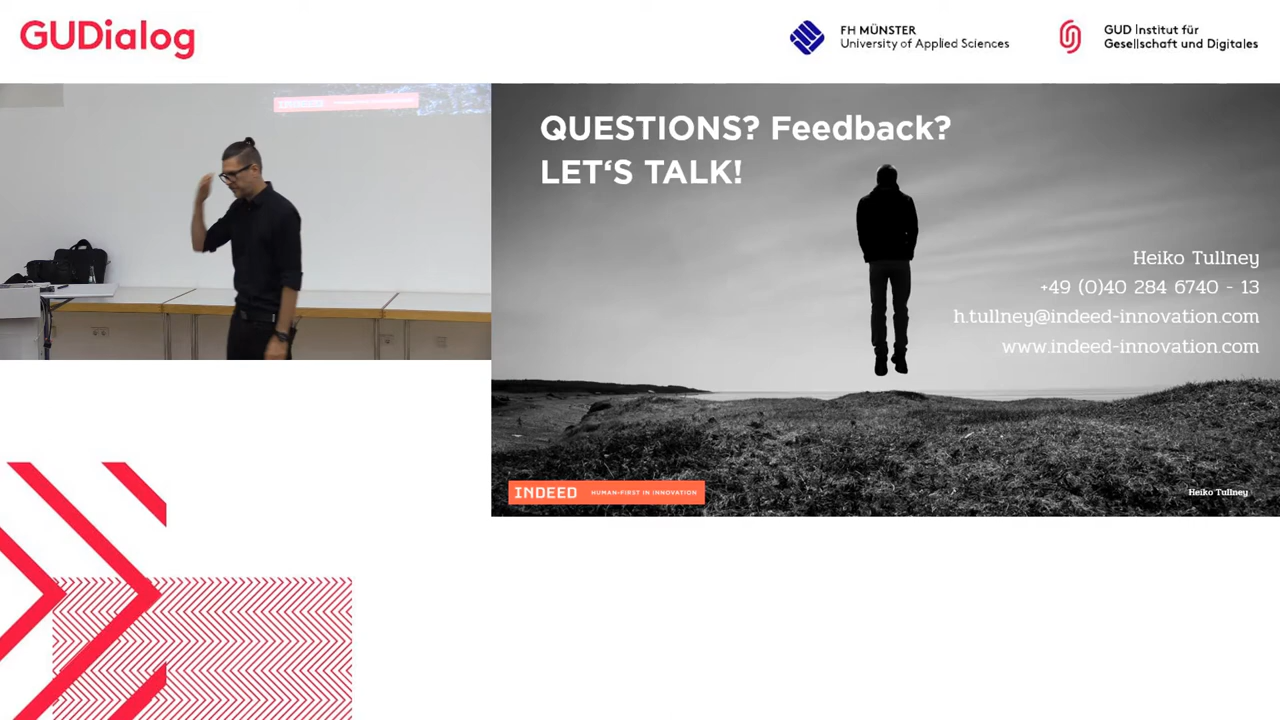 GUDialog
FH MÜNSTER
University of Applied Sciences
GUD Institut für
Gesellschaft und Digitales
QUESTIONS? Feedback?
LET‘S TALK!
Heiko Tullney
+49 (0)40 284 6740 - 13
h.tullney@indeed-innovation.com
www.indeed-innovation.com
INDEED HUMAN-FIRST IN INNOVATION
Heiko Tullney